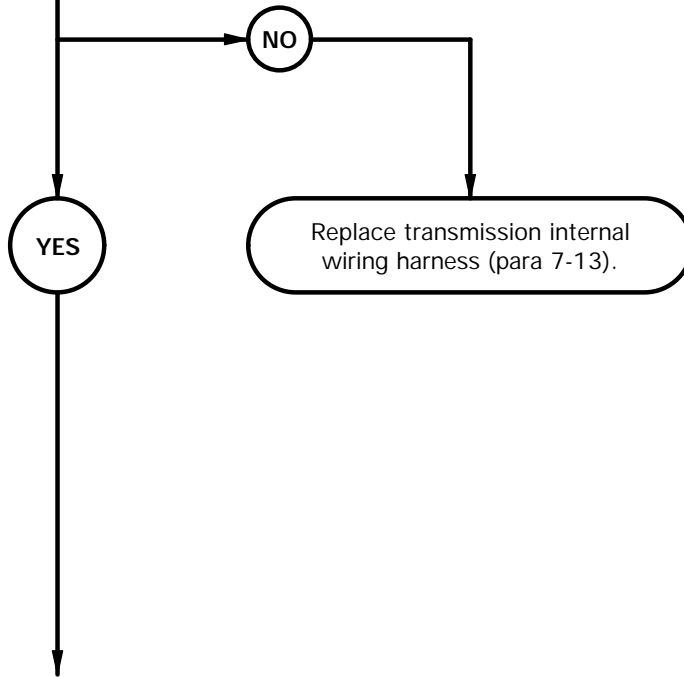 NO
YES
Replace transmission internal
wiring harness (para 7-13).